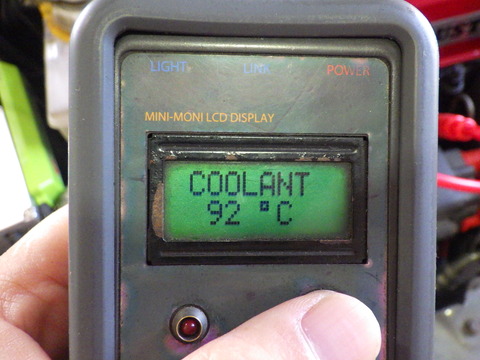 LIGHT LINK POWER
MINI-MONI LCD DISPLAY
COOLANT
92 °C